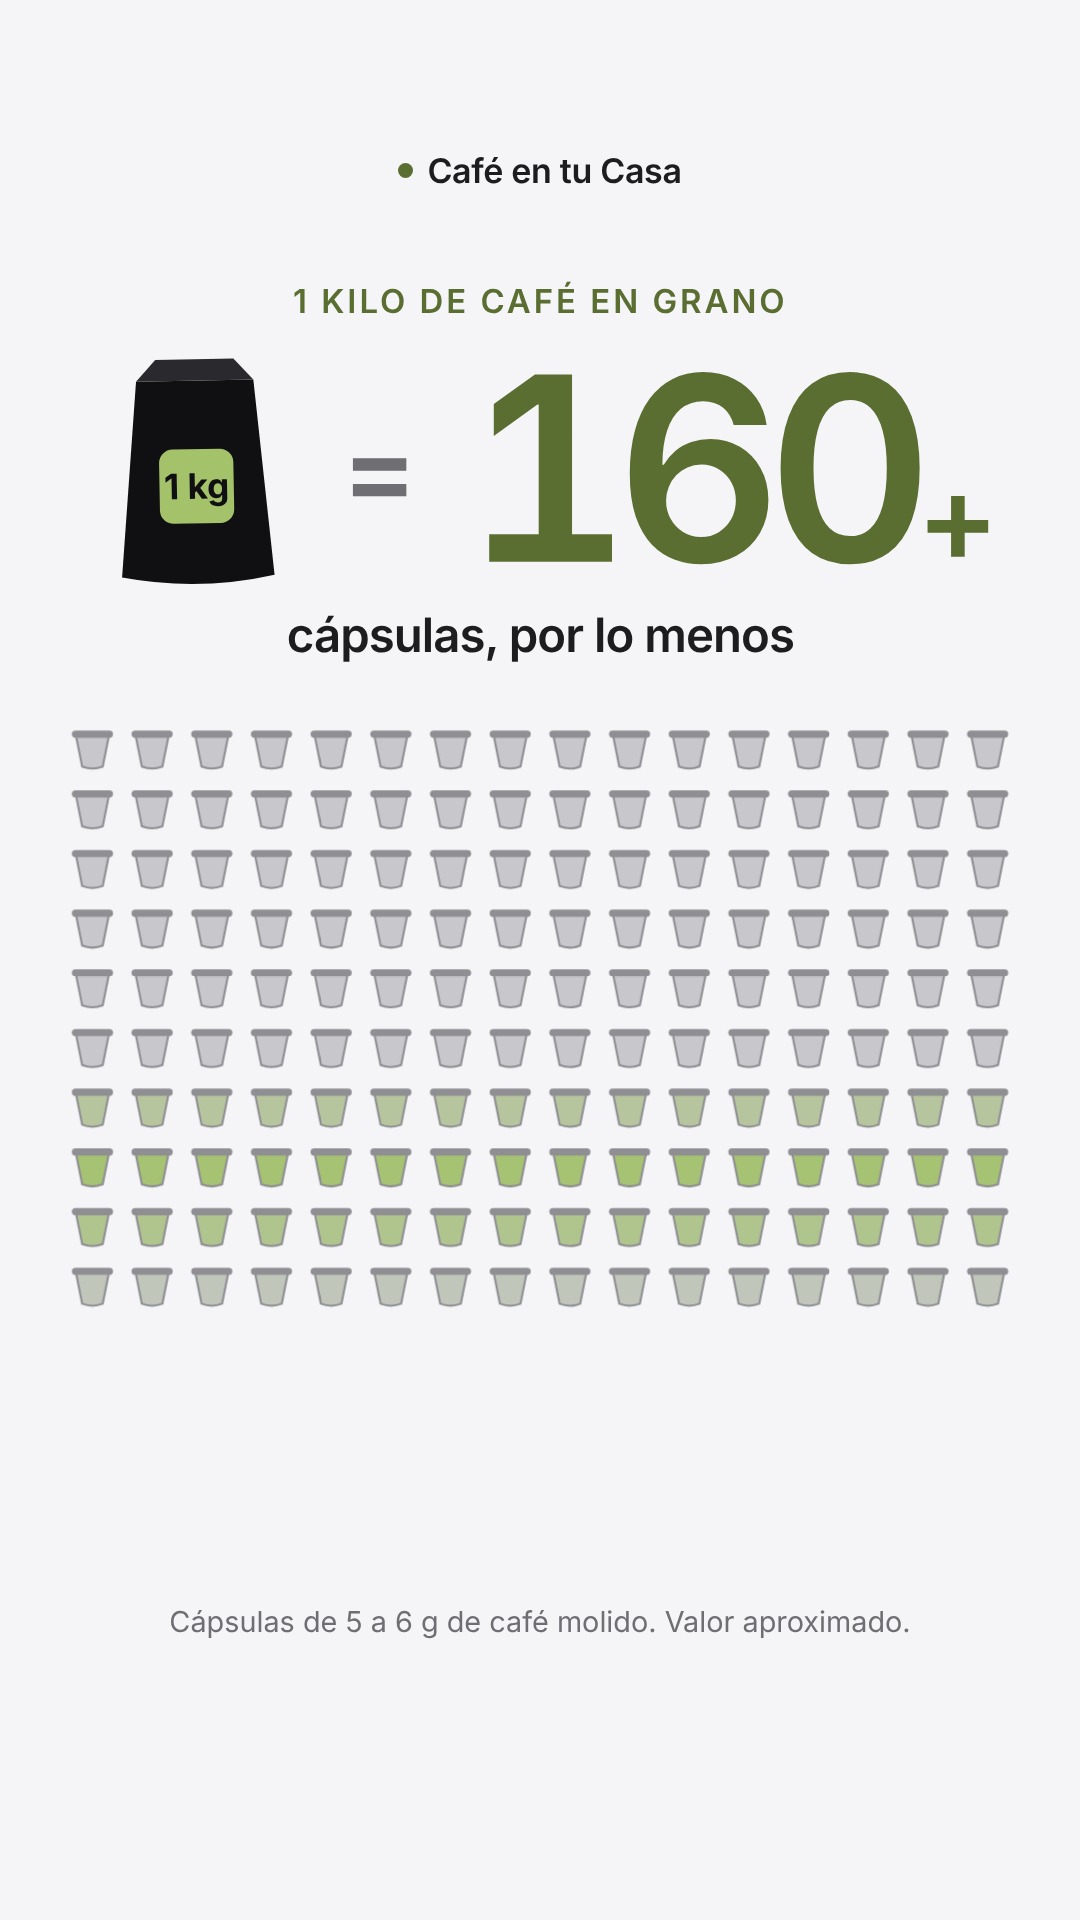 Café en tu Casa
1 KILO DE CAFÉ EN GRANO
1 kg
= 160+
cápsulas, por lo menos
Cápsulas de 5 a 6 g de café molido. Valor aproximado.